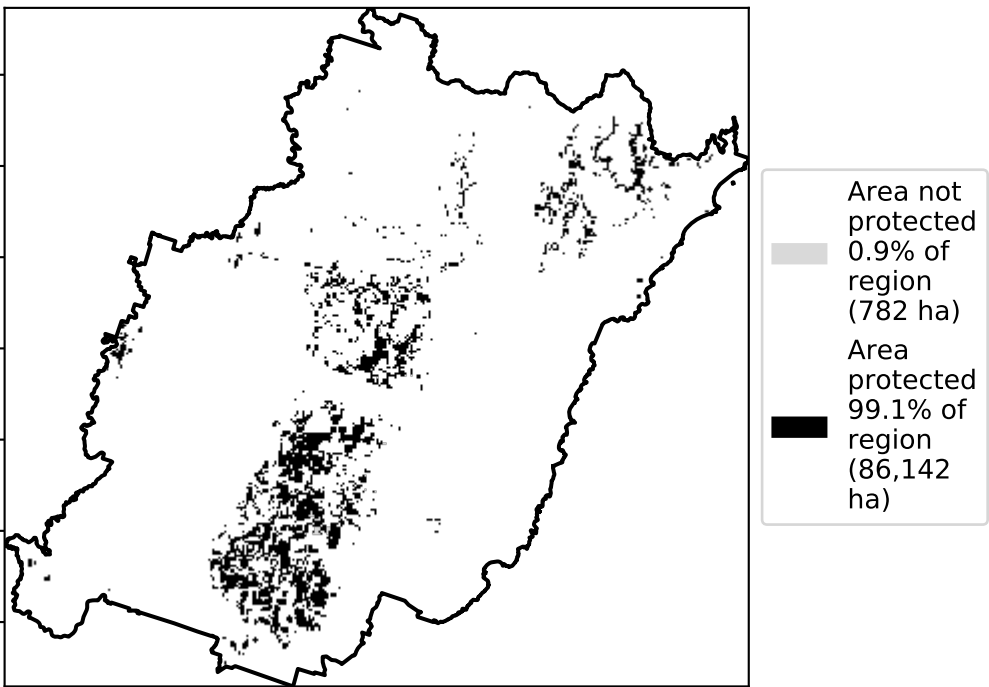 Area not
protected
0.9% of
region
(782 ha)
Area
protected
99.1% of
region
(86,142
ha)